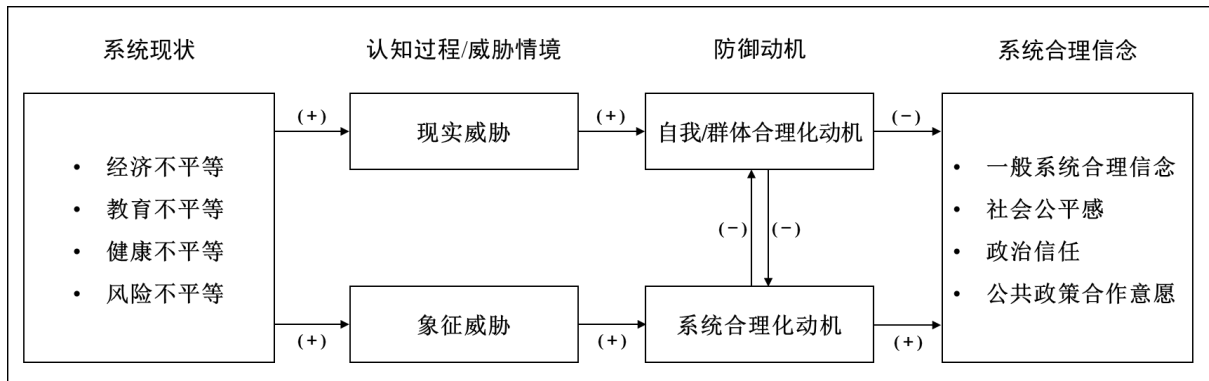 系统现状
认知过程/威胁情境
防御动机
系统合理信念
• 经济不平等
• 教育不平等
• 健康不平等
• 风险不平等
(+)
现实威胁
(+)
自我/群体合理化动机
(-)
(-)
(-)
(+)
象征威胁
(+)
系统合理化动机
(+)
• 一般系统合理信念
• 社会公平感
• 政治信任
• 公共政策合作意愿